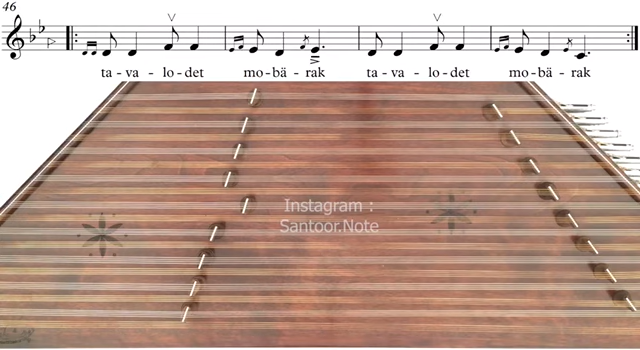 46
ta - va - lo - det mo - bä - rak ta - va - lo - det mo - bä - rak
Instagram :
Santoor.Note